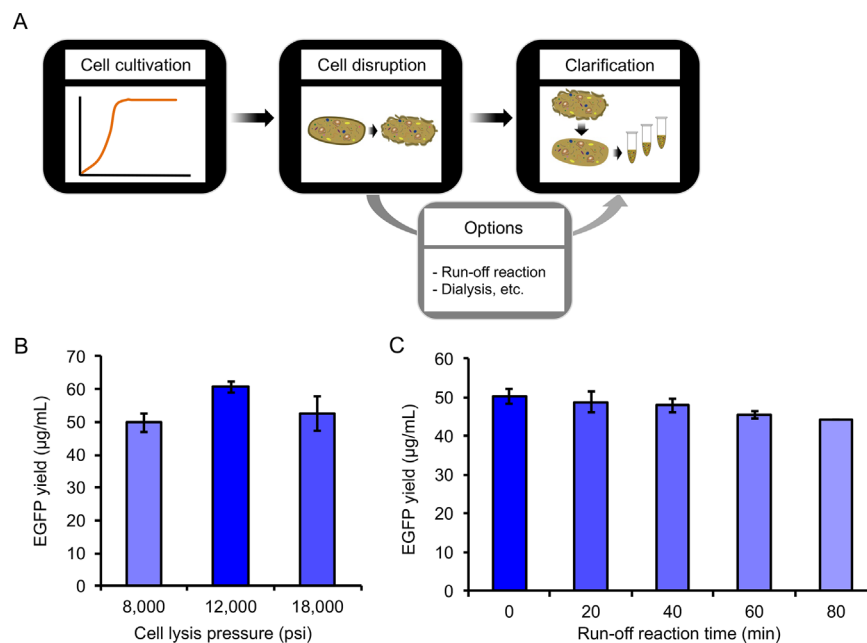 A
Cell cultivation
Cell disruption
Clarification
Options
- Run-off reaction
- Dialysis, etc.
B
EGFP yield (µg/mL)
70
60
50
40
30
20
10
0
8,000 12,000 18,000
Cell lysis pressure (psi)
C
EGFP yield (µg/mL)
60
50
40
30
20
10
0
0 20 40 60 80
Run-off reaction time (min)